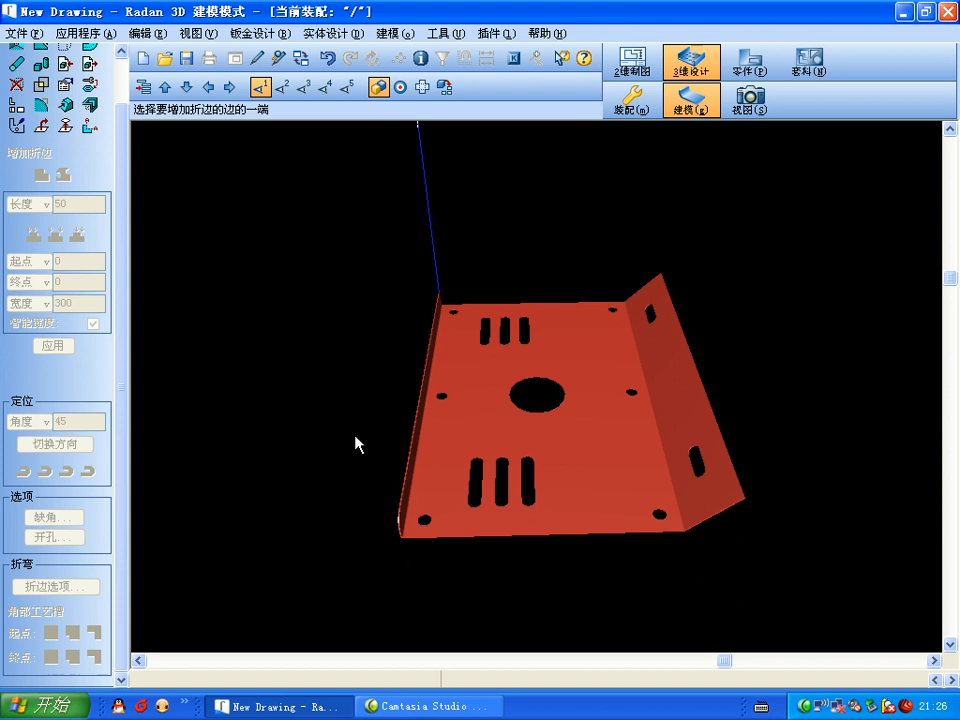 New Drawing - Radan 3D 建模模式 - [当前装配: "/"]
文件(F) 应用程序(A) 编辑(E) 视图(V) 钣金设计(B) 实体设计(D) 建模(o) 工具(U) 插件(L) 帮助(H)
2维制图 3维设计 零件(P) 套料(N)
选择要增加折边的边的一端
装配(m) 建模(g) 视图(S)
增加折边
长度 50
起点 0
终点 0
宽度 300
智能宽度:
应用
定位
角度 45
切换方向
选项
缺角...
开孔...
折弯
折边选项...
角部工艺槽
起点:
终点:
开始 New Drawing - Ra... Camtasia Studio ... 21:26